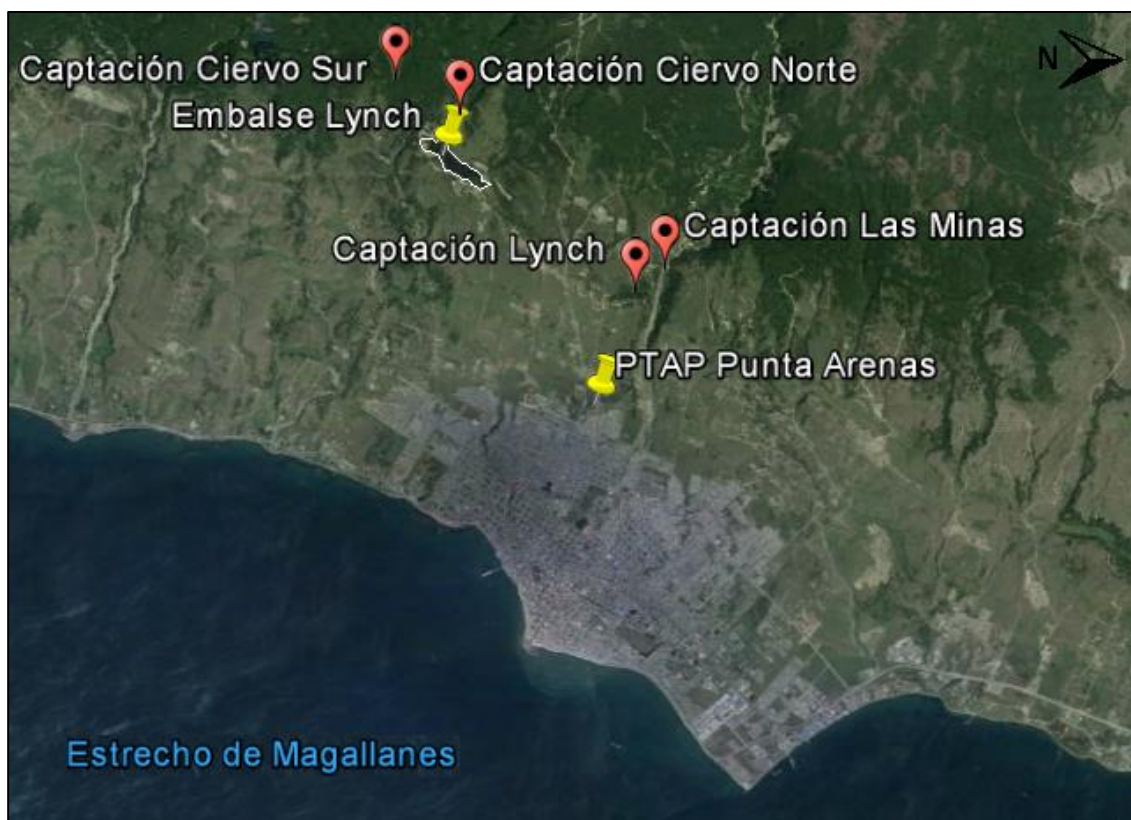 N
Captación Ciervo Sur
Captación Ciervo Norte
Embalse Lynch
Captación Las Minas
Captación Lynch
PTAP Punta Arenas
Estrecho de Magallanes